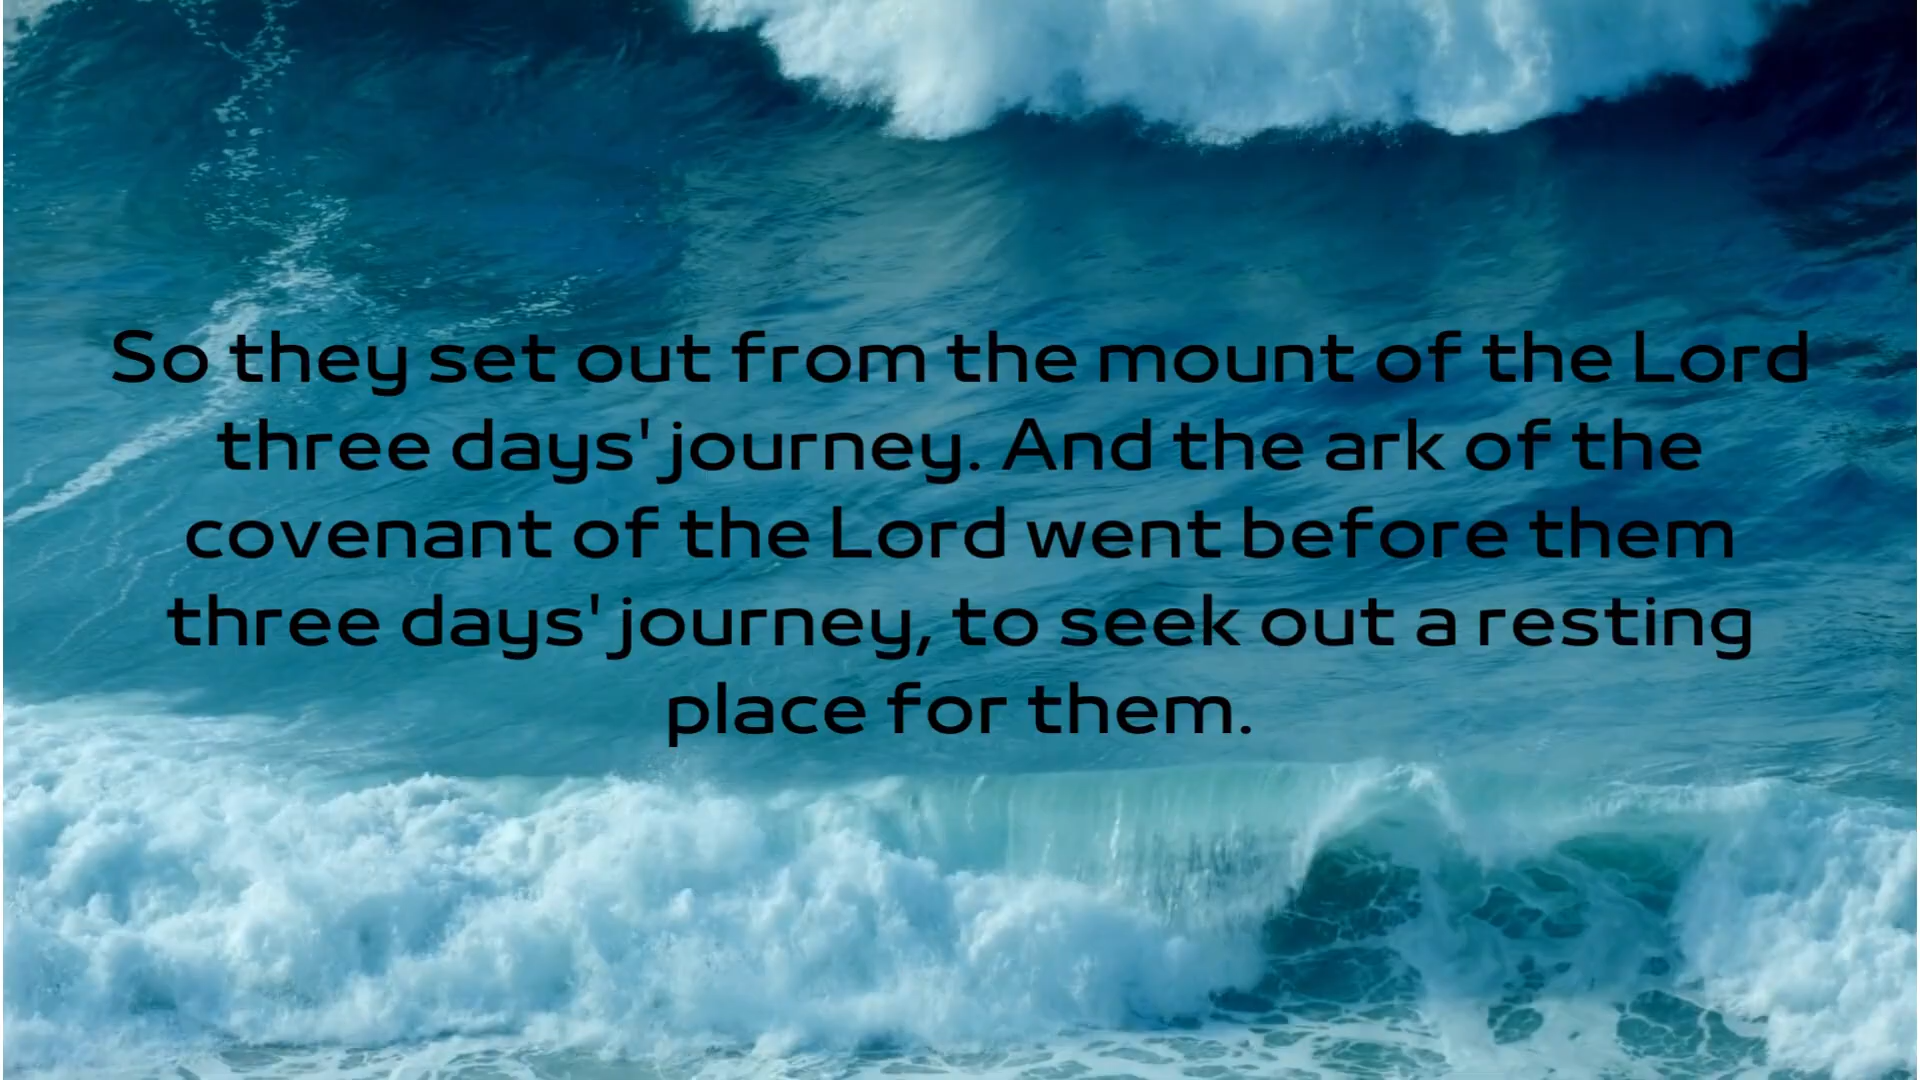 So they set out from the mount of the Lord
three days' journey. And the ark of the
covenant of the Lord went before them
three days' journey, to seek out a resting
place for them.